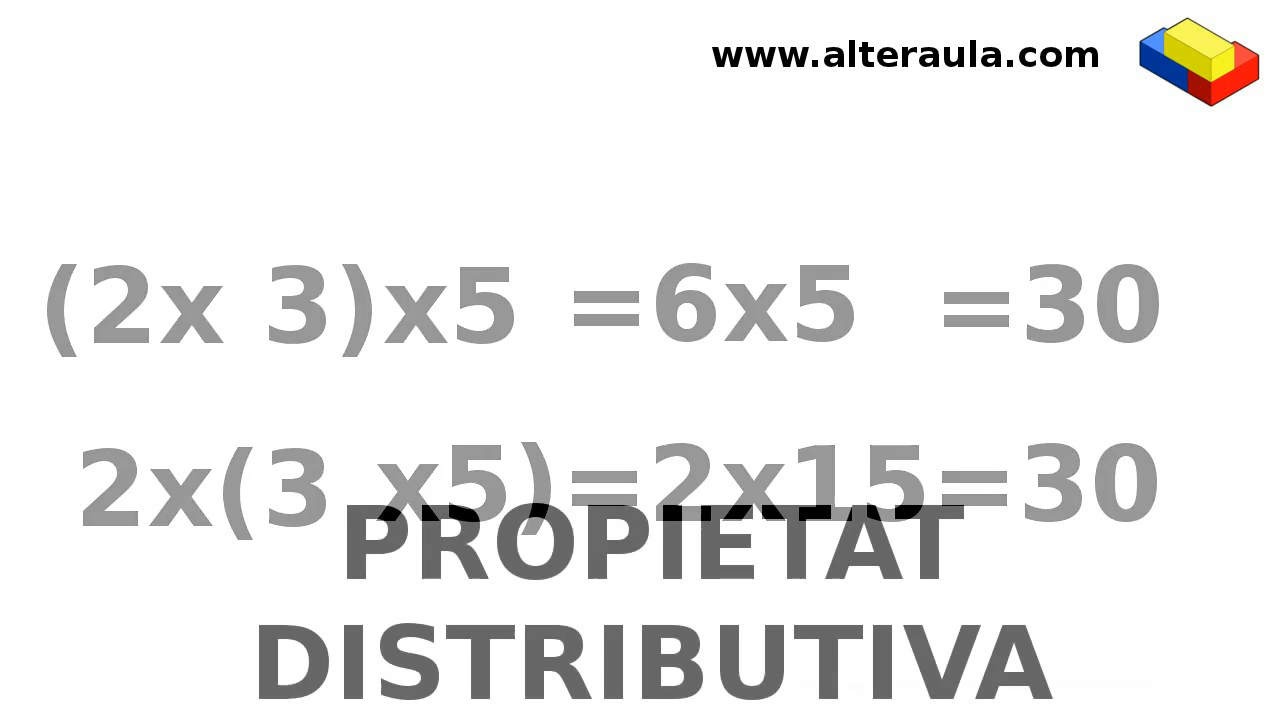 www.alteraula.com
(2x 3)x5 =6x5 =30
2x(3 x5)=2x15=30
PROPIETAT
DISTRIBUTIVA